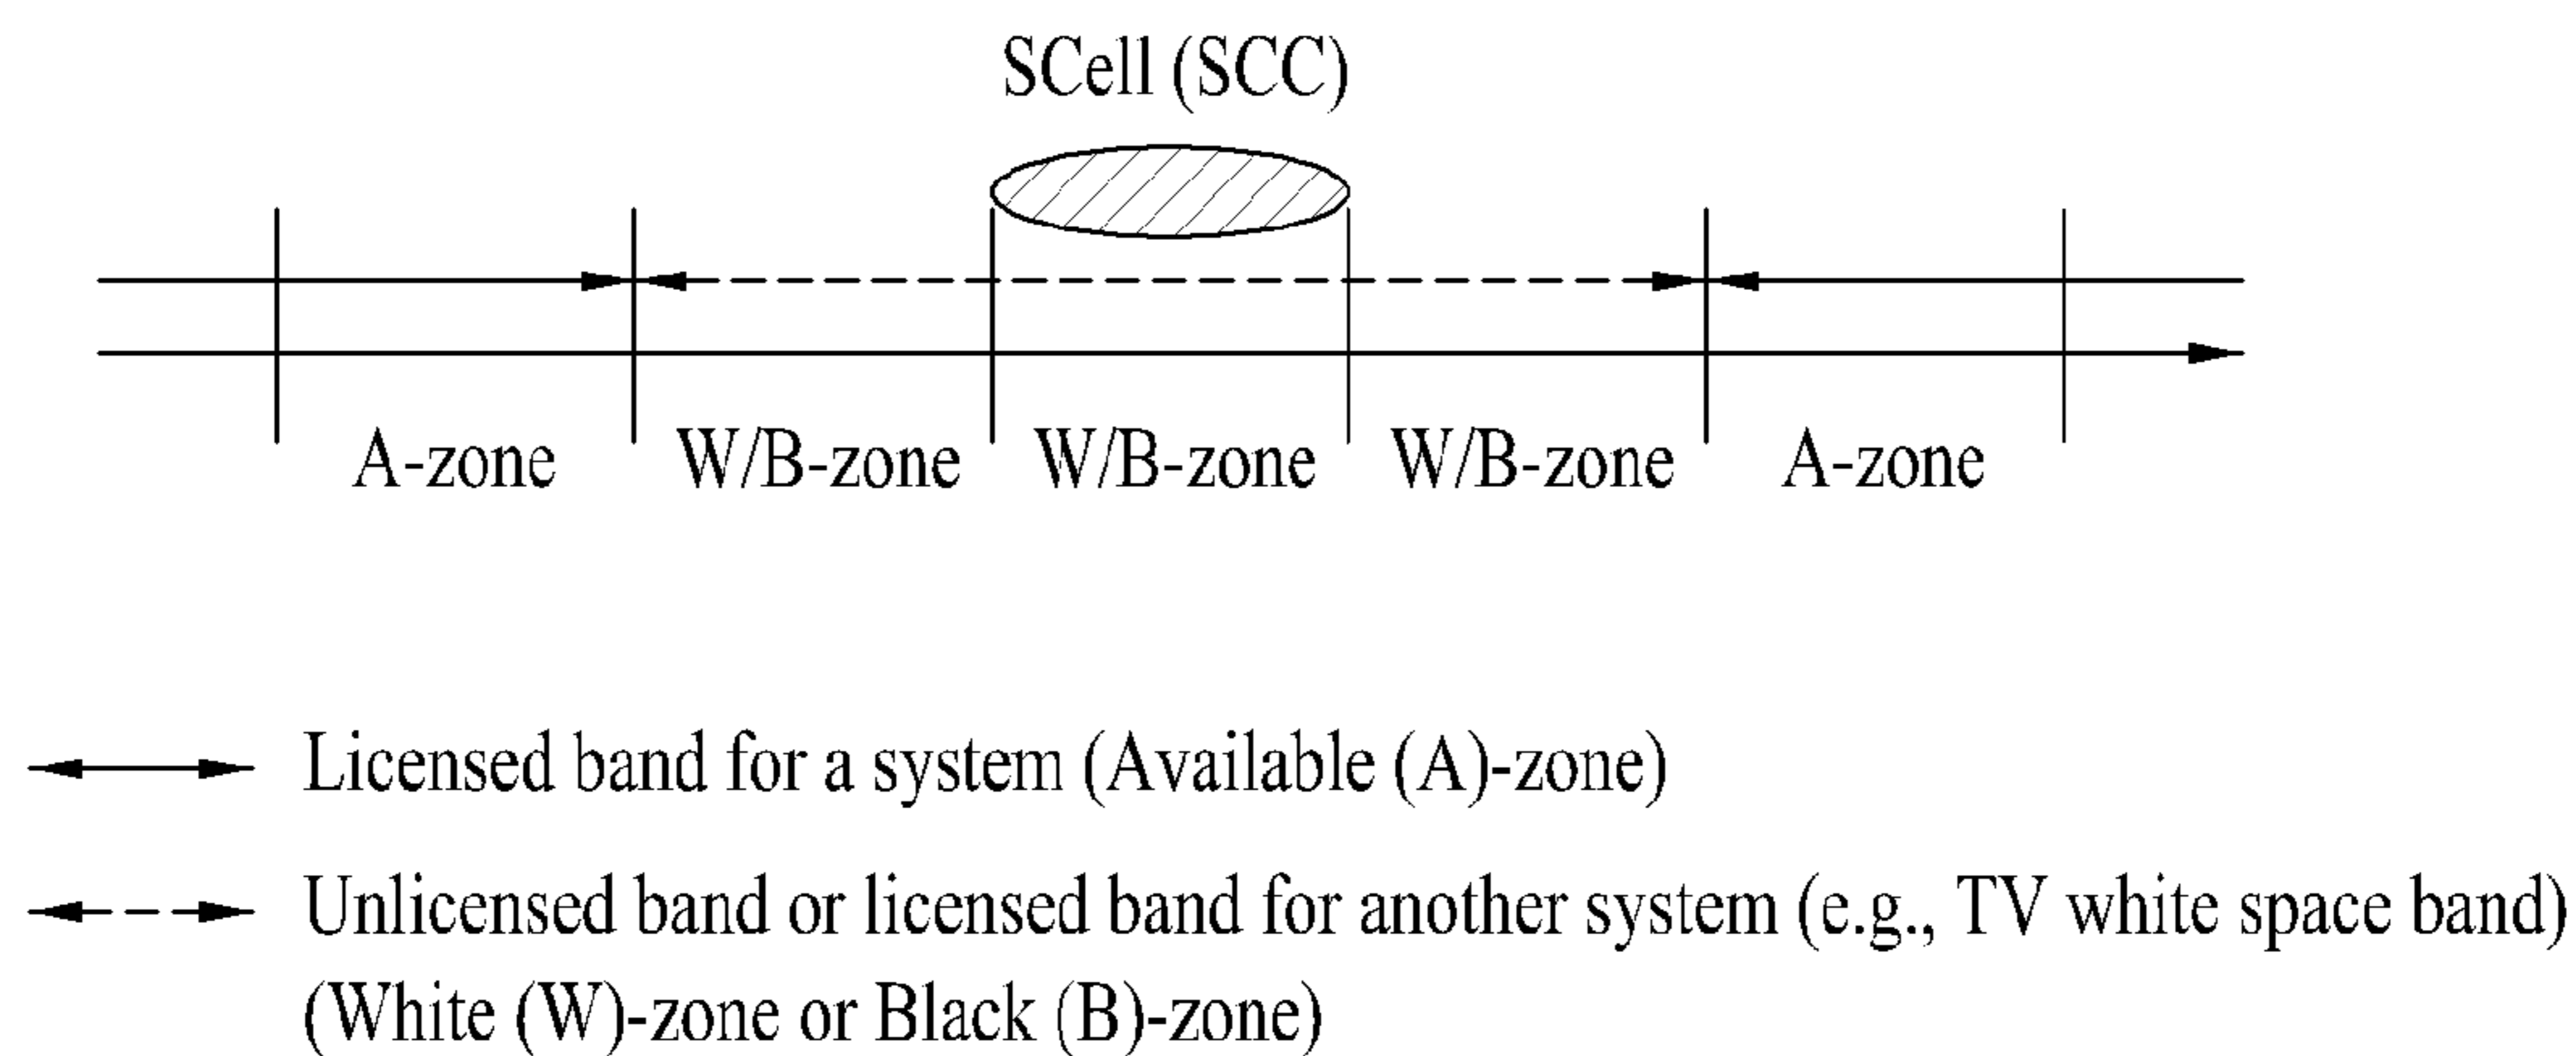 SCell (SCC)
A-zone W/B-zone W/B-zone W/B-zone A-zone
Licensed band for a system (Available (A)-zone)
Unlicensed band or licensed band for another system (e.g., TV white space band)
(White (W)-zone or Black (B)-zone)